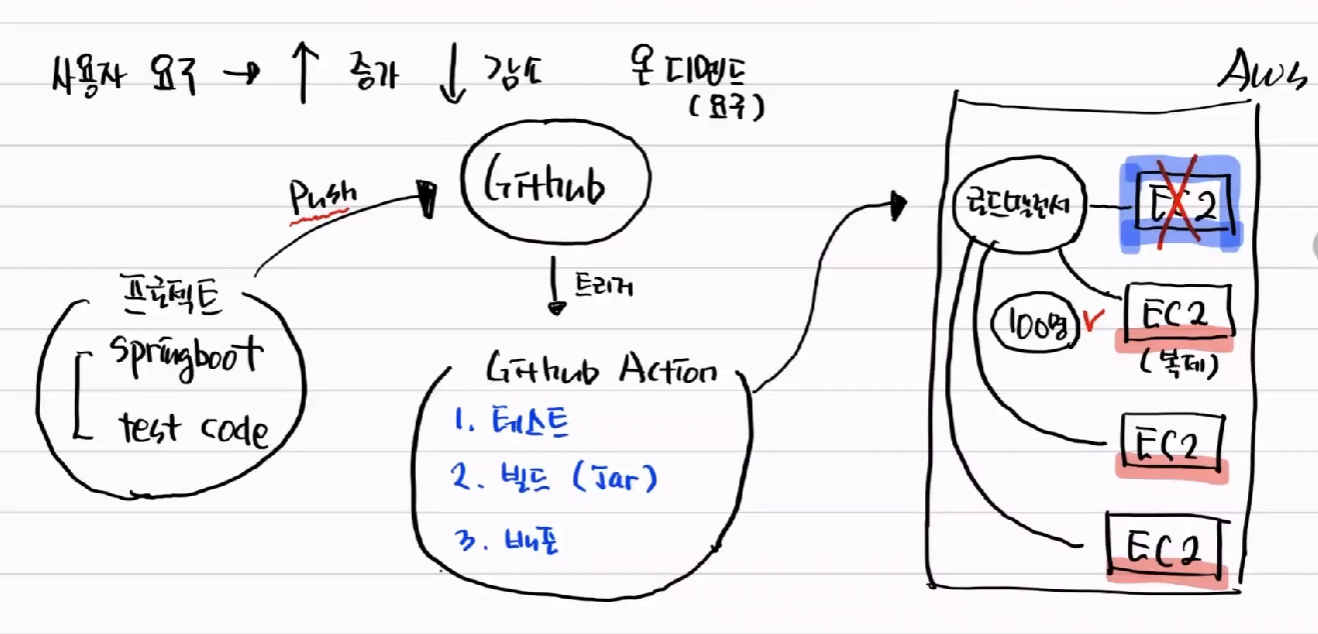 사용자 요구 → ↑ 증가 ↓ 감소 온 디멘드
(요구)
Aws
Push
Github
트리거
프로젝트
springboot
test code
Github Action
1. 테스트
2. 빌드 (Jar)
3. 배포
로드밸런서
EC2
100명
EC2
(복제)
EC2
EC2